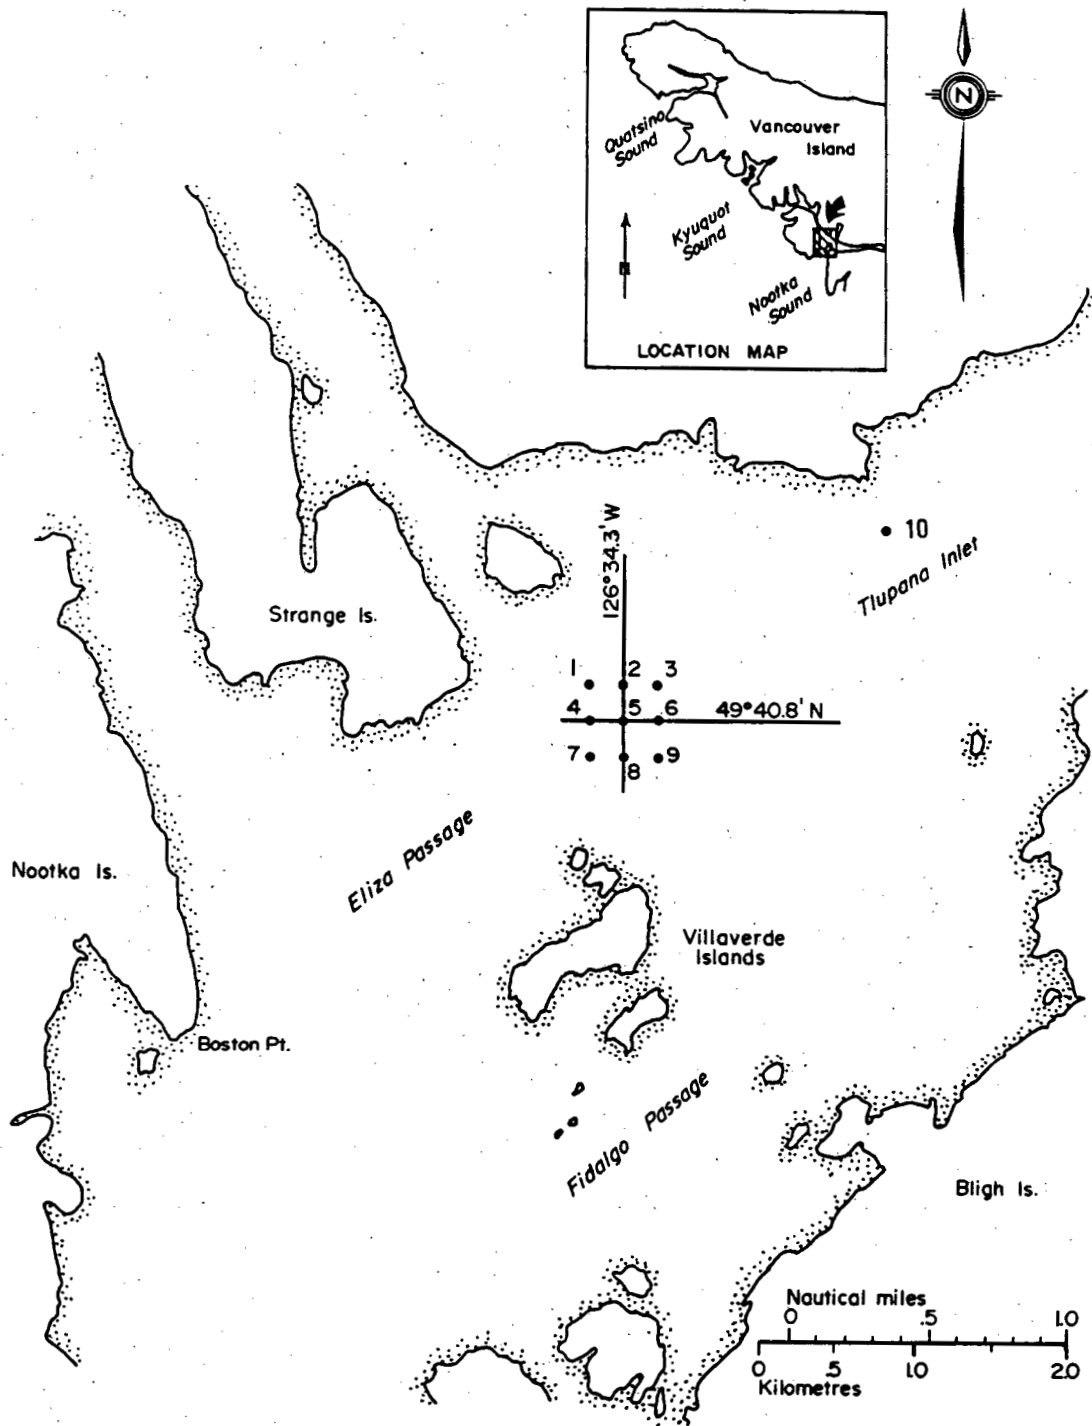 N
Quatsino
Sound
Vancouver
Island
Kyuquot
Sound
Nootka
Sound
LOCATION MAP
126°34.3'W
10
Tlupana Inlet
Strange Is.
1 2 3
4 5 6 49°40.8'N
7 8 9
Eliza Passage
Nootka Is.
Villaverde
Islands
Boston Pt.
Fidalgo Passage
Bligh Is.
Nautical miles
0 .5 1.0
0 .5 1.0 2.0
Kilometres